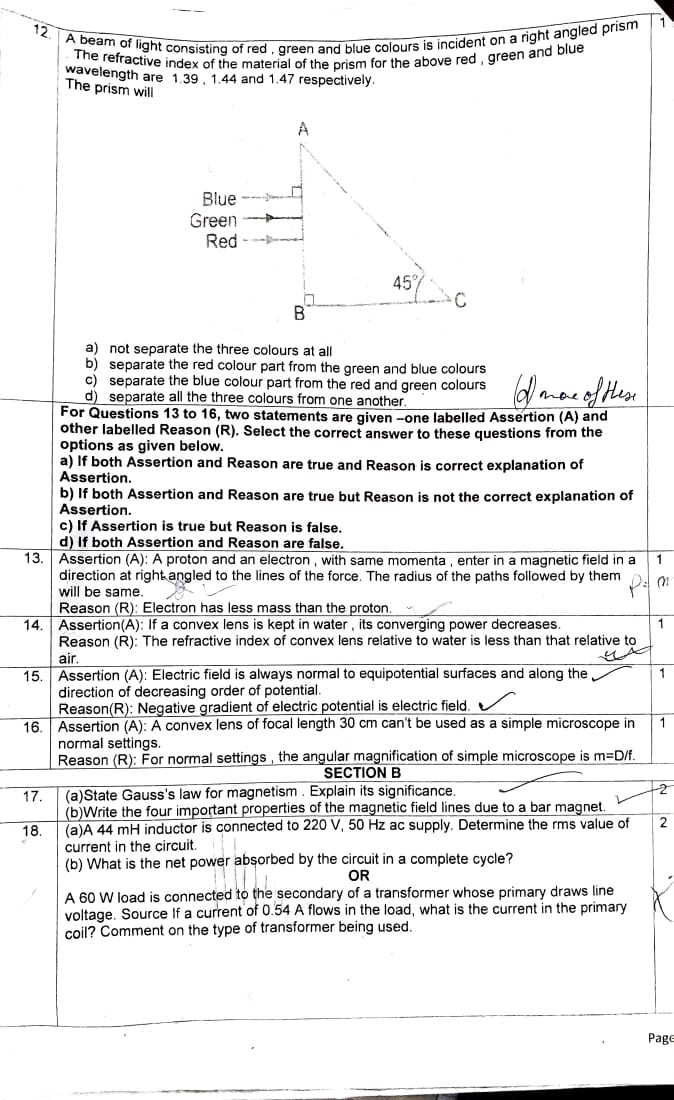 12. A beam of light consisting of red , green and blue colours is incident on a right angled prism 1
. The refractive index of the material of the prism for the above red , green and blue
wavelength are 1.39 , 1.44 and 1.47 respectively.
The prism will
A
Blue
Green
Red
45°
B
C
a) not separate the three colours at all
b) separate the red colour part from the green and blue colours
c) separate the blue colour part from the red and green colours
d) separate all the three colours from one another.
(d) none of these
For Questions 13 to 16, two statements are given –one labelled Assertion (A) and
other labelled Reason (R). Select the correct answer to these questions from the
options as given below.
a) If both Assertion and Reason are true and Reason is correct explanation of
Assertion.
b) If both Assertion and Reason are true but Reason is not the correct explanation of
Assertion.
c) If Assertion is true but Reason is false.
d) If both Assertion and Reason are false.
13. Assertion (A): A proton and an electron , with same momenta , enter in a magnetic field in a 1
direction at right angled to the lines of the force. The radius of the paths followed by them
will be same.
Reason (R): Electron has less mass than the proton.
14. Assertion(A): If a convex lens is kept in water , its converging power decreases. 1
Reason (R): The refractive index of convex lens relative to water is less than that relative to
air.
15. Assertion (A): Electric field is always normal to equipotential surfaces and along the 1
direction of decreasing order of potential.
Reason(R): Negative gradient of electric potential is electric field.
16. Assertion (A): A convex lens of focal length 30 cm can't be used as a simple microscope in 1
normal settings.
Reason (R): For normal settings , the angular magnification of simple microscope is m=D/f.
SECTION B
17. (a)State Gauss's law for magnetism . Explain its significance. 2
(b)Write the four important properties of the magnetic field lines due to a bar magnet.
18. (a)A 44 mH inductor is connected to 220 V, 50 Hz ac supply. Determine the rms value of 2
current in the circuit.
(b) What is the net power absorbed by the circuit in a complete cycle?
OR
A 60 W load is connected to the secondary of a transformer whose primary draws line
voltage. Source If a current of 0.54 A flows in the load, what is the current in the primary
coil? Comment on the type of transformer being used.
Page